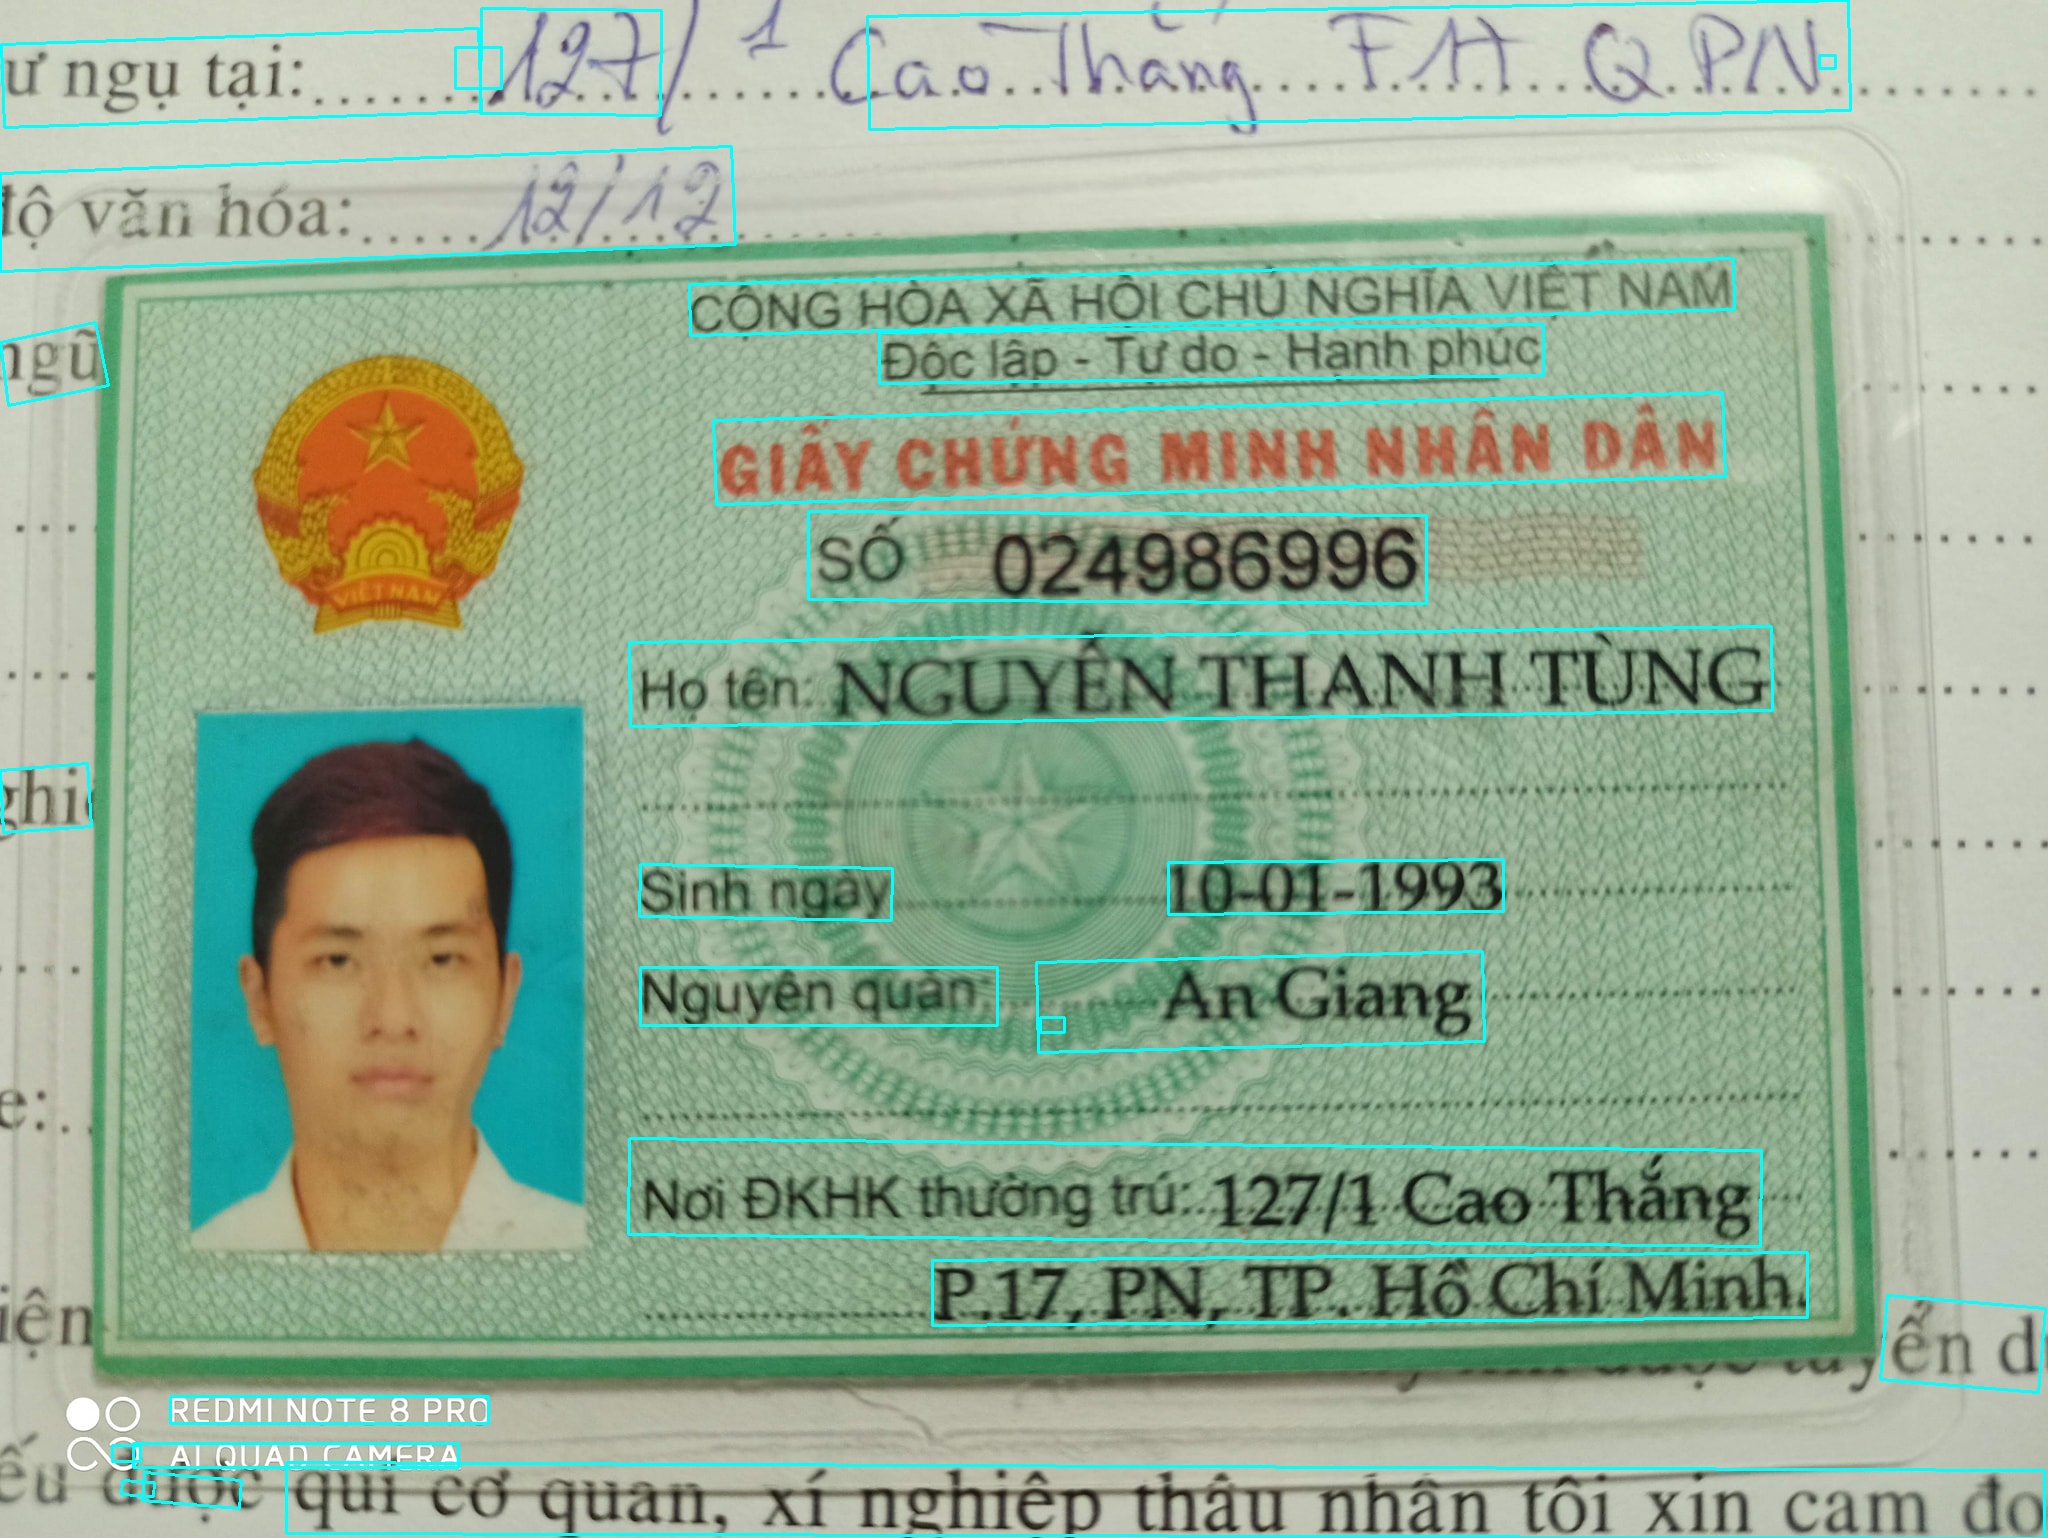 ư ngụ tại: 127/1 Cao Thắng F17 Q PN
độ văn hóa: 12/12
ngũ
CỘNG HÒA XÃ HỘI CHỦ NGHĨA VIỆT NAM
Độc lập - Tự do - Hạnh phúc
GIẤY CHỨNG MINH NHÂN DÂN
SỐ 024986996
VIỆT NAM
Họ tên: NGUYỄN THANH TÙNG
Sinh ngày 10-01-1993
Nguyên quán: An Giang
e:
Nơi ĐKHK thường trú: 127/1 Cao Thắng
P.17, PN, TP. Hồ Chí Minh.
iện
REDMI NOTE 8 PRO
AI QUAD CAMERA
ếu được quí cơ quan, xí nghiệp thâu nhận tôi xin cam đo